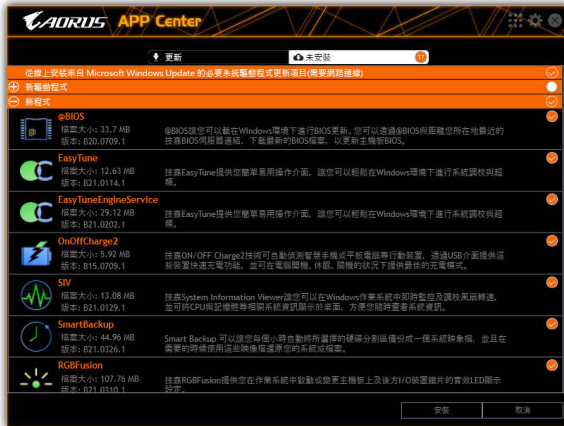 AORUS APP Center
更新
未安裝
17
從線上安裝來自 Microsoft Windows Update 的必要系統驅動程式更新項目(需要網路連線)
新驅動程式
新程式
@BIOS
檔案大小: 33.7 MB
版本: B20.0709.1
@BIOS讓您可以載在Windows環境下進行BIOS更新。您可以通過@BIOS與距離您所在地最近的
技嘉BIOS伺服器連結，下載最新的BIOS檔案，以更新主機板BIOS。
EasyTune
檔案大小: 12.63 MB
版本: B21.0114.1
技嘉EasyTune提供您簡單易用操作介面，讓您可以輕鬆在Windows環境下進行系統調校與超
頻。
EasyTuneEngineService
檔案大小: 29.12 MB
版本: B21.0202.1
技嘉EasyTune提供您簡單易用操作介面，讓您可以輕鬆在Windows環境下進行系統調校與超
頻。
OnOffCharge2
檔案大小: 5.92 MB
版本: B15.0709.1
技嘉ON/OFF Charge2技術可自動偵測智慧手機或平板電腦等行動裝置，透過USB介面提供這
些裝置快速充電功能，並可在電腦開機、休眠、關機的狀況下提供最佳的充電模式。
SIV
檔案大小: 13.08 MB
版本: B21.0129.1
技嘉System Information Viewer讓您可以在Windows作業系統中即時監控及調校風扇轉速，
並可將CPU與記憶體等相關系統資訊顯示於桌面，方便您隨時查看系統資訊。
SmartBackup
檔案大小: 44.96 MB
版本: B21.0326.1
Smart Backup 可以讓您每個小時自動將所選擇的硬碟分割區備份成一個系統映象檔，並且在
需要的時候使用這些映像檔還原您的系統或檔案。
RGBFusion
檔案大小: 107.76 MB
版本: B21.0310.1
技嘉RGBFusion提供您在作業系統中啟動或變更主機板上及後方I/O裝置鐵片的音效LED顯示
設定。
安裝
取消